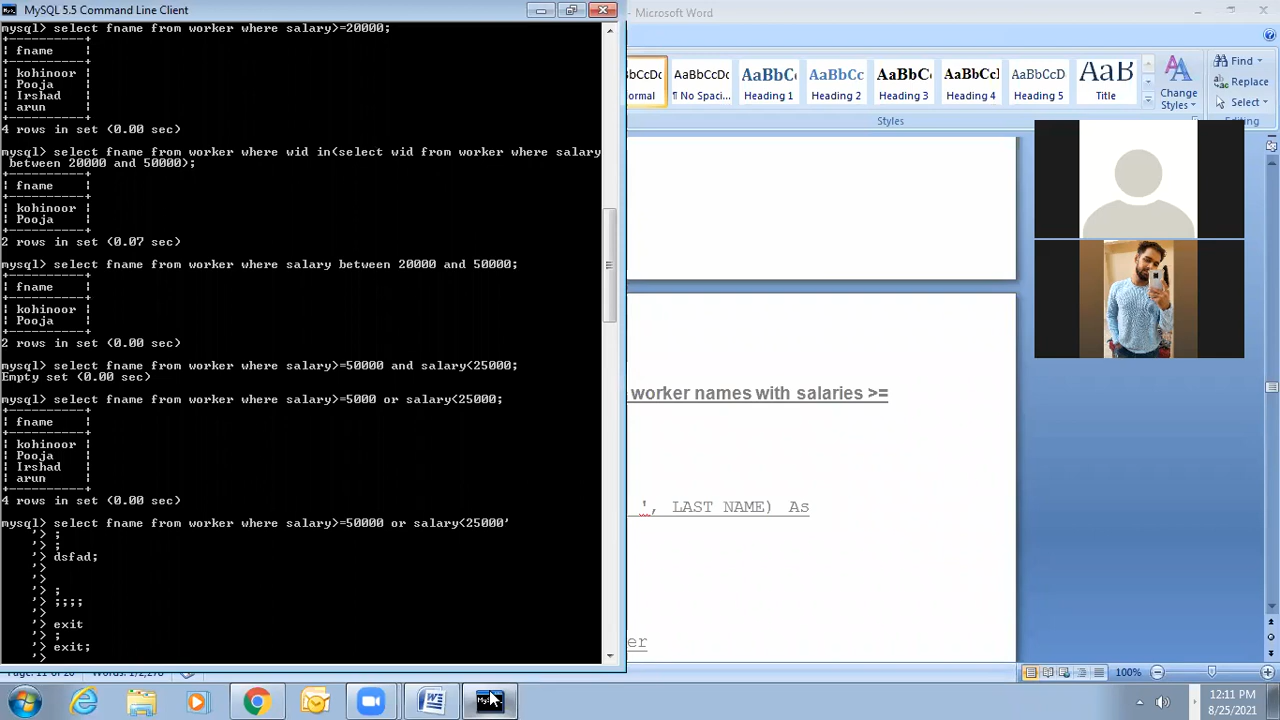 MySQL 5.5 Command Line Client
mysql> select fname from worker where salary>=20000;
fname
kohinoor
Pooja
Irshad
arun
4 rows in set (0.00 sec)
mysql> select fname from worker where wid in(select wid from worker where salary
between 20000 and 50000);
fname
kohinoor
Pooja
2 rows in set (0.07 sec)
mysql> select fname from worker where salary between 20000 and 50000;
fname
kohinoor
Pooja
2 rows in set (0.00 sec)
mysql> select fname from worker where salary>=50000 and salary<25000;
Empty set (0.00 sec)
mysql> select fname from worker where salary>=5000 or salary<25000;
fname
kohinoor
Pooja
Irshad
arun
4 rows in set (0.00 sec)
mysql> select fname from worker where salary>=50000 or salary<25000'
'> ;
'> ;
'> dsfad;
'>
'>
'> ;
'> ;;;;
'>
'> exit
'> ;
'> exit;
'>
- Microsoft Word
AaBbCcDc AaBbC AaBbCc AaBbCc AaBbCcI AaBbCcD AaB
¶ No Spaci... Heading 1 Heading 2 Heading 3 Heading 4 Heading 5 Title
Change Styles
Find
Replace
Select
Styles
Editing
worker names with salaries >=
', LAST NAME) As
er
100%
12:11 PM
8/25/2021